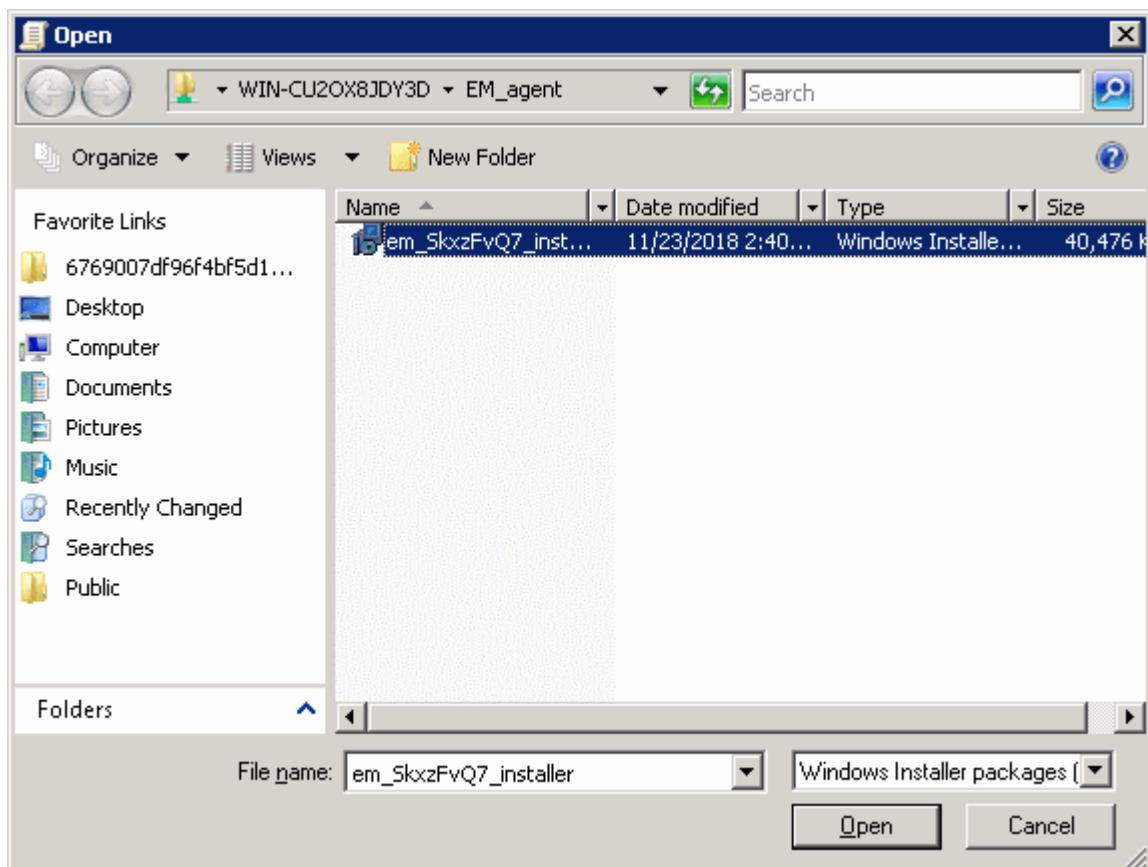 Open
WIN-CU2OX8JDY3D EM_agent Search
Organize Views New Folder
Favorite Links
6769007df96f4bf5d1...
Desktop
Computer
Documents
Pictures
Music
Recently Changed
Searches
Public
Folders
Name Date modified Type Size
em_SkxzFvQ7_inst... 11/23/2018 2:40... Windows Installe... 40,476 K
File name: em_SkxzFvQ7_installer Windows Installer packages (
Open Cancel